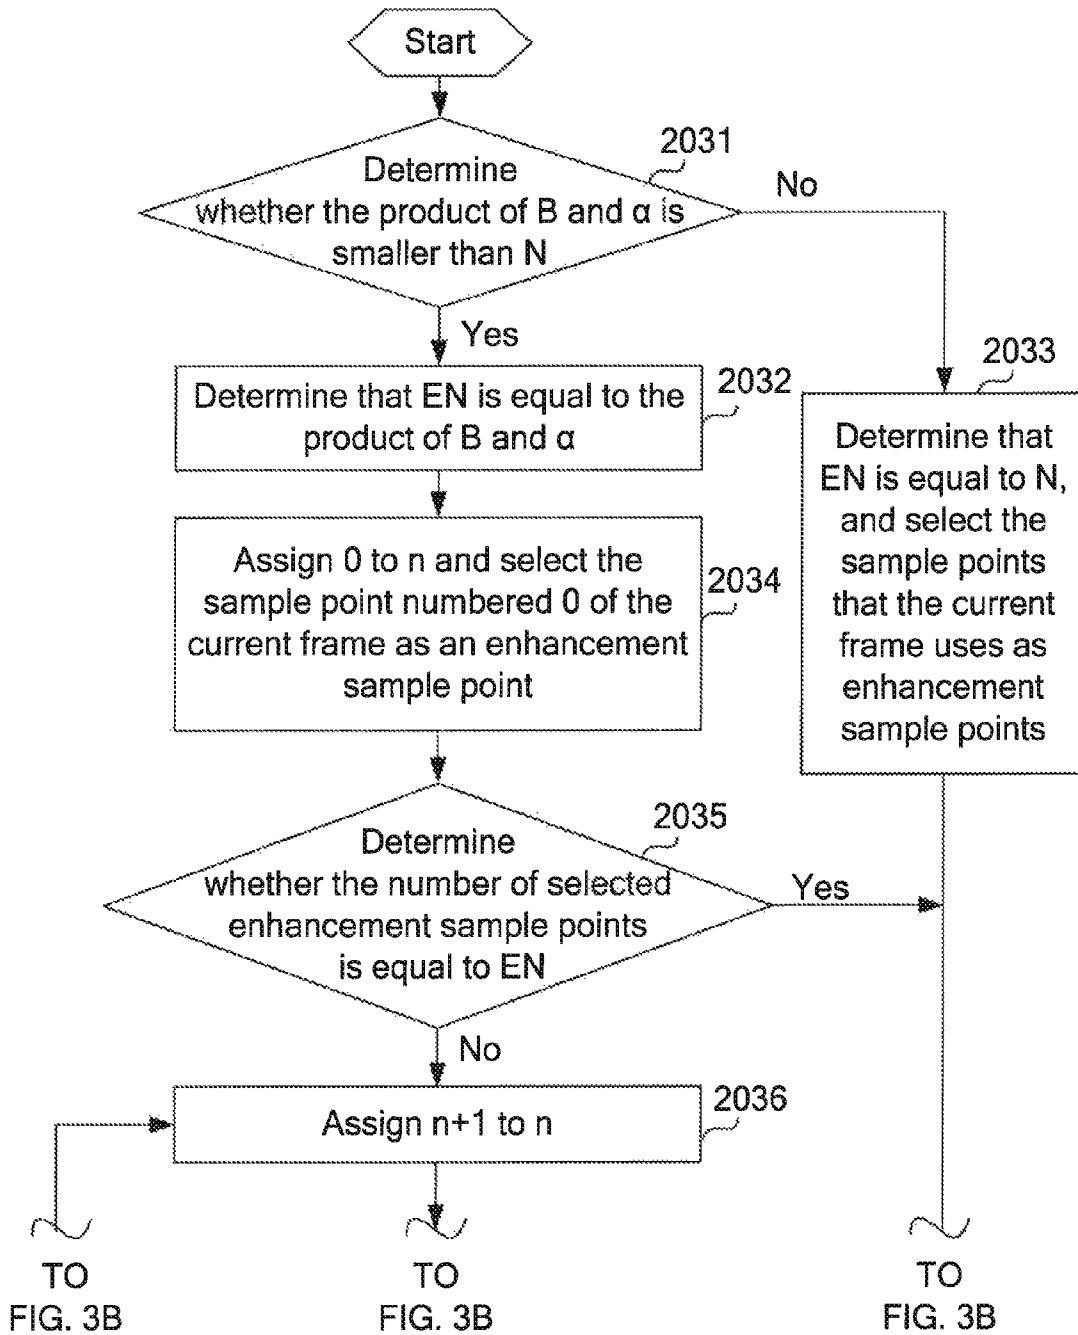 Start
2031
Determine
whether the product of B and α is
smaller than N
No
Yes
2032
Determine that EN is equal to the
product of B and α
2033
Determine that
EN is equal to N,
and select the
sample points
that the current
frame uses as
enhancement
sample points
2034
Assign 0 to n and select the
sample point numbered 0 of the
current frame as an enhancement
sample point
2035
Determine
whether the number of selected
enhancement sample points
is equal to EN
Yes
No
2036
Assign n+1 to n
TO
FIG. 3B
TO
FIG. 3B
TO
FIG. 3B